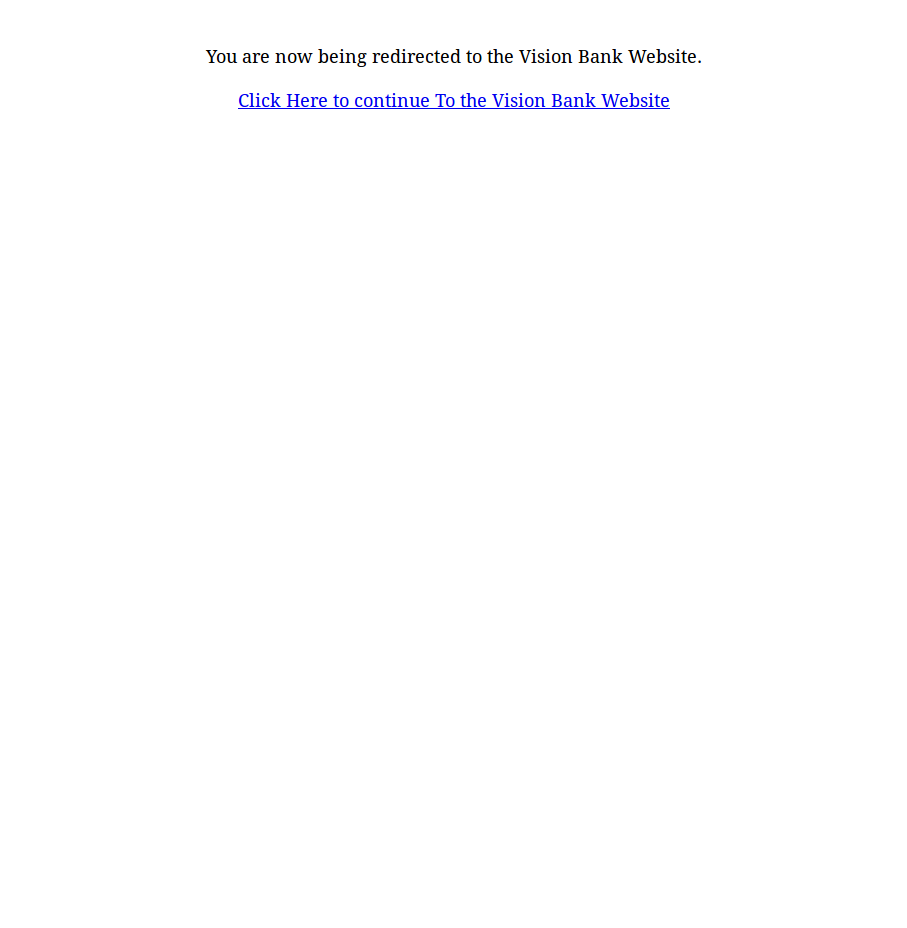 You are now being redirected to the Vision Bank Website.
Click Here to continue To the Vision Bank Website